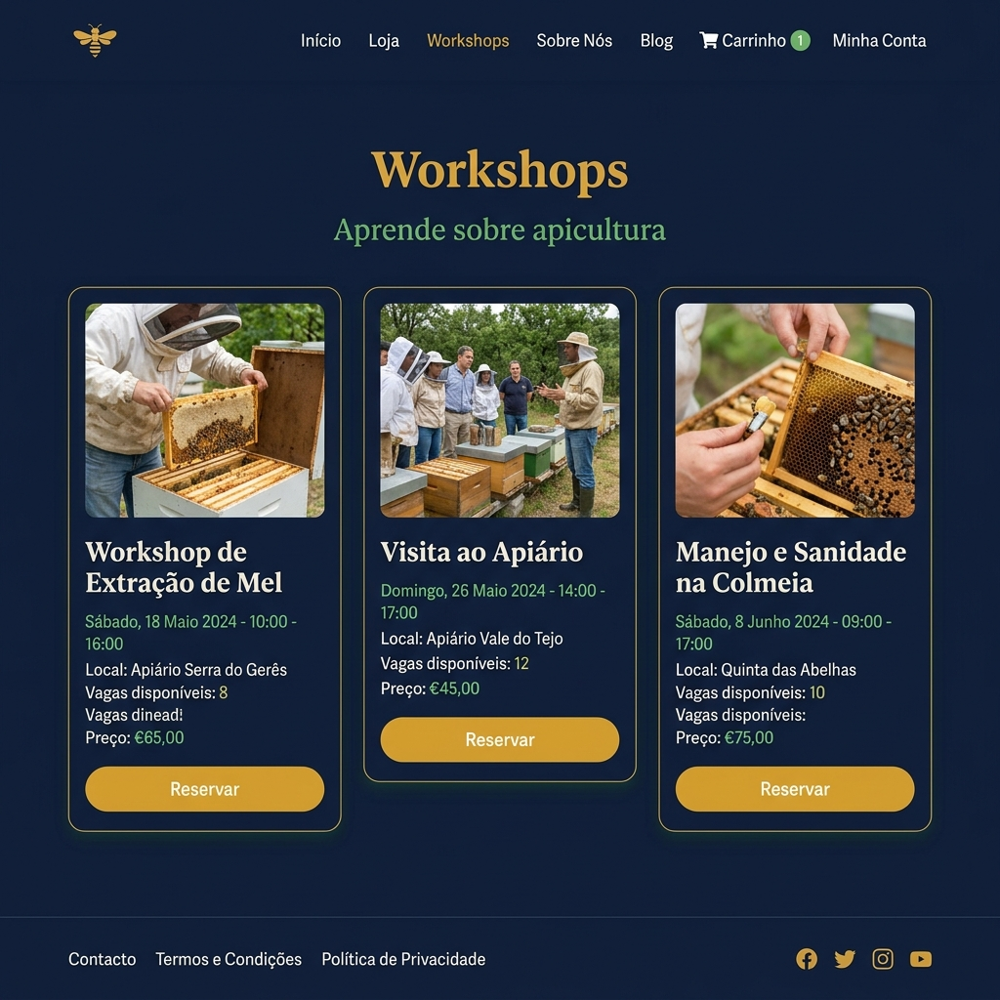 Início Loja Workshops Sobre Nós Blog Carrinho 1 Minha Conta
Workshops
Aprende sobre apicultura
Workshop de
Extração de Mel
Sábado, 18 Maio 2024 - 10:00 -
16:00
Local: Apiário Serra do Gerês
Vagas disponíveis: 8
Vagas dinead!
Preço: €65,00
Reservar
Visita ao Apiário
Domingo, 26 Maio 2024 - 14:00 -
17:00
Local: Apiário Vale do Tejo
Vagas disponíveis: 12
Preço: €45,00
Reservar
Manejo e Sanidade
na Colmeia
Sábado, 8 Junho 2024 - 09:00 -
17:00
Local: Quinta das Abelhas
Vagas disponíveis: 10
Vagas disponíveis:
Preço: €75,00
Reservar
Contacto Termos e Condições Política de Privacidade